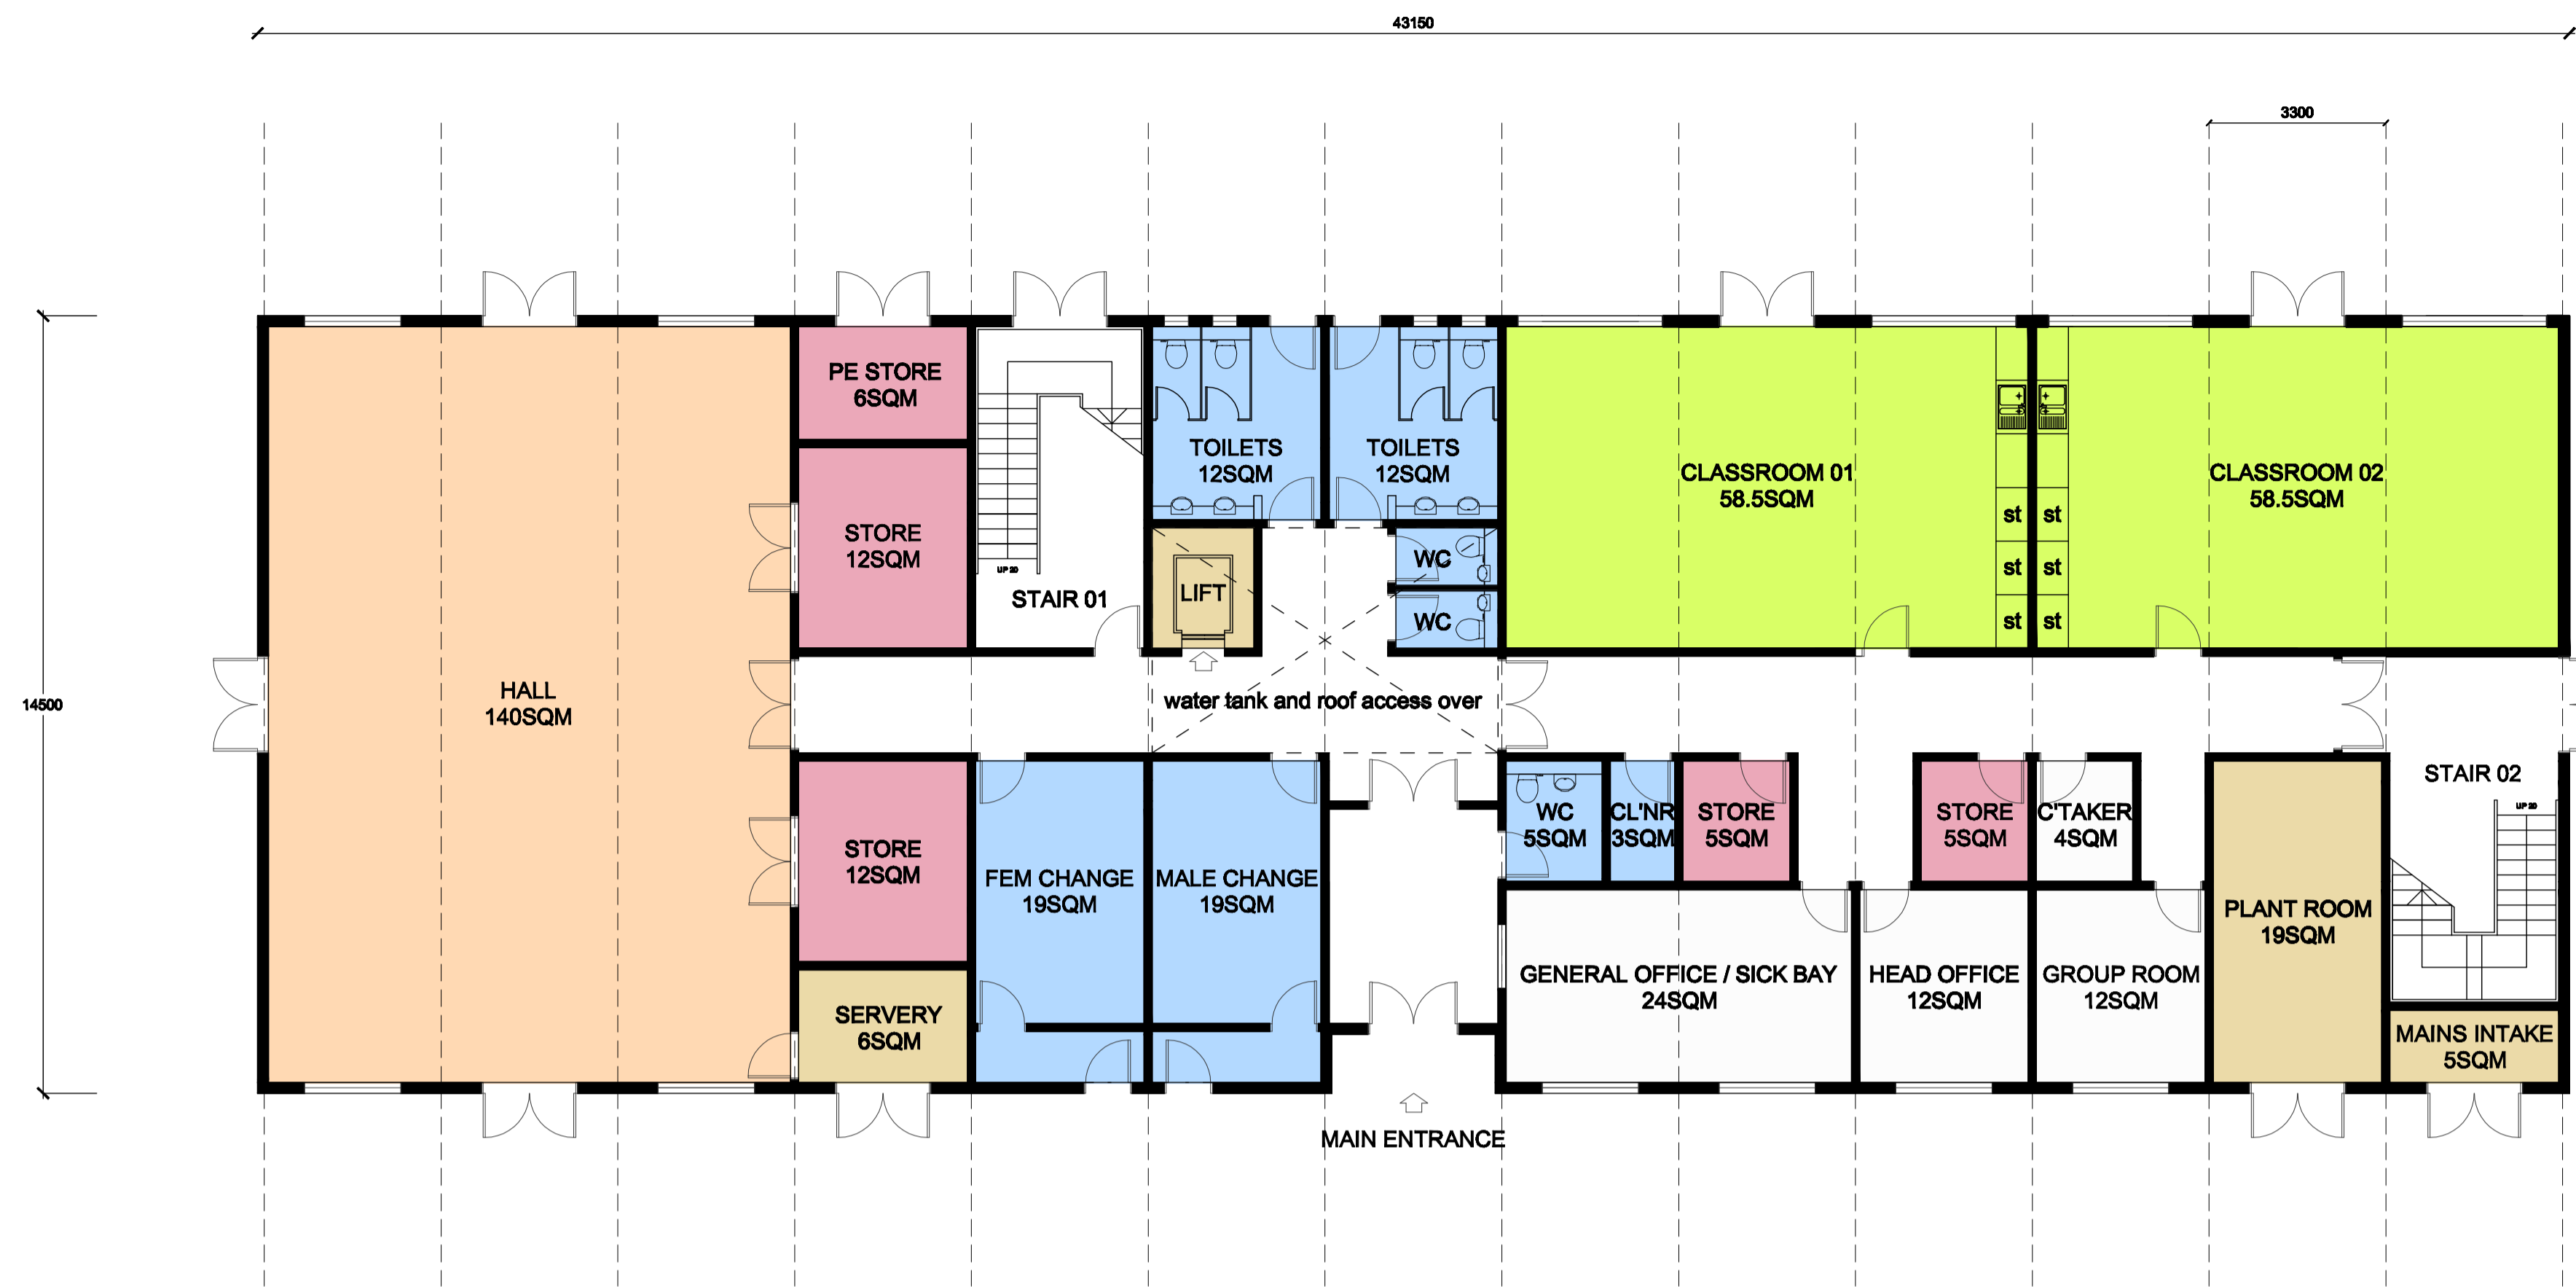 43150
3300
14500
PE STORE
6SQM
STORE
12SQM
UP 20
STAIR 01
TOILETS
12SQM
TOILETS
12SQM
LIFT
WC
WC
CLASSROOM 01
58.5SQM
st
st
st
CLASSROOM 02
58.5SQM
st
st
st
HALL
140SQM
water tank and roof access over
STORE
12SQM
SERVERY
6SQM
FEM CHANGE
19SQM
MALE CHANGE
19SQM
WC
5SQM
CL'NR
3SQM
STORE
5SQM
STORE
5SQM
C'TAKER
4SQM
GENERAL OFFICE / SICK BAY
24SQM
HEAD OFFICE
12SQM
GROUP ROOM
12SQM
PLANT ROOM
19SQM
STAIR 02
UP 20
MAINS INTAKE
5SQM
MAIN ENTRANCE